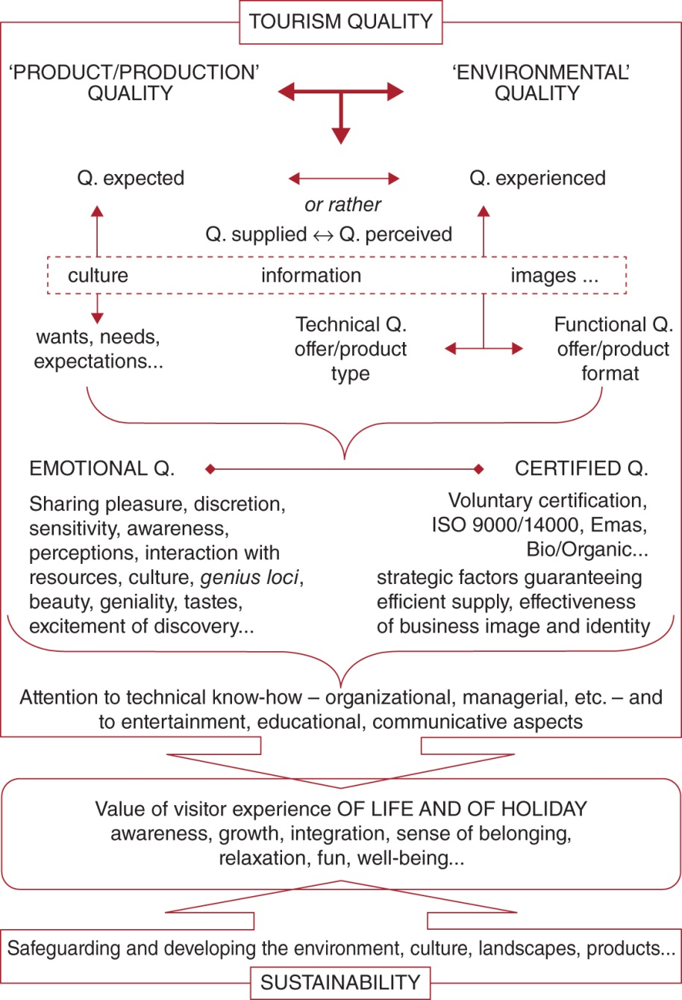 TOURISM QUALITY
‘PRODUCT/PRODUCTION’
QUALITY
‘ENVIRONMENTAL’
QUALITY
Q. expected
Q. experienced
or rather
Q. supplied ↔ Q. perceived
culture
information
images ...
wants, needs,
expectations...
Technical Q.
offer/product
type
Functional Q.
offer/product
format
EMOTIONAL Q.
Sharing pleasure, discretion,
sensitivity, awareness,
perceptions, interaction with
resources, culture, genius loci,
beauty, geniality, tastes,
excitement of discovery...
CERTIFIED Q.
Voluntary certification,
ISO 9000/14000, Emas,
Bio/Organic...
strategic factors guaranteeing
efficient supply, effectiveness
of business image and identity
Attention to technical know-how – organizational, managerial, etc. – and
to entertainment, educational, communicative aspects
Value of visitor experience OF LIFE AND OF HOLIDAY
awareness, growth, integration, sense of belonging,
relaxation, fun, well-being...
Safeguarding and developing the environment, culture, landscapes, products...
SUSTAINABILITY